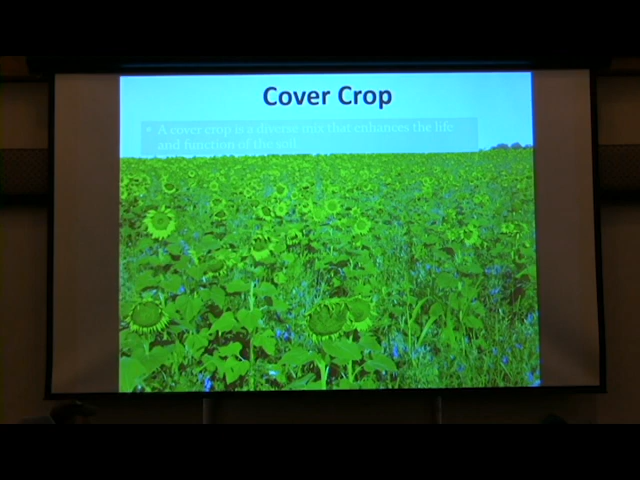 Cover Crop
• A cover crop is a diverse mix that enhances the life
and function of the soil.